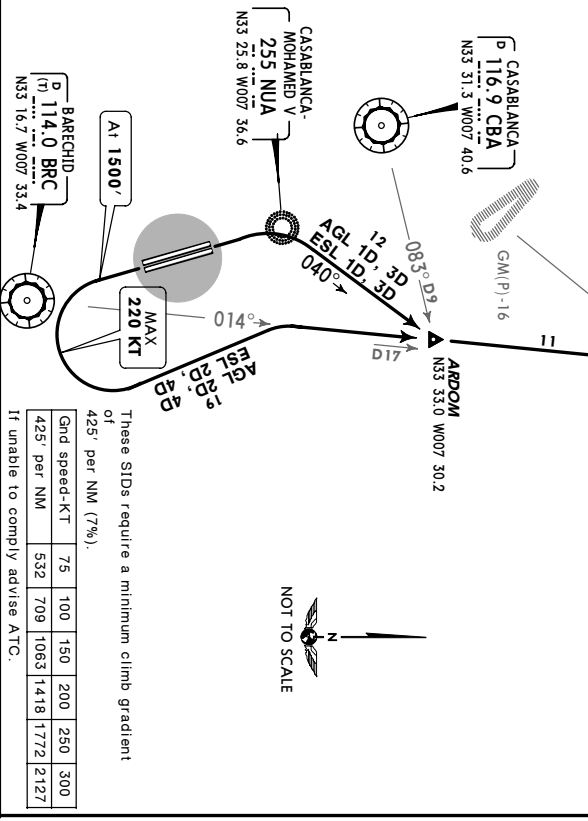 CASABLANCA
D 116.9 CBA
N33 31.3 W007 40.6
GM(P)-16
CASABLANCA-
MOHAMED V
255 NUA
N33 25.8 W007 36.6
BARECHID
D 114.0 BRC
(T)
N33 16.7 W007 33.4
At 1500'
MAX
220 KT
12
AGL 1D, 3D
ESL 1D, 3D
040°
083° D9
014°
D17
19
AGL 2D, 4D
ESL 2D, 4D
ARDOM
N33 33.0 W007 30.2
11
N
NOT TO SCALE
These SIDs require a minimum climb gradient
of
425' per NM (7%).
Gnd speed-KT 75 100 150 200 250 300
425' per NM 532 709 1063 1418 1772 2127
If unable to comply advise ATC.